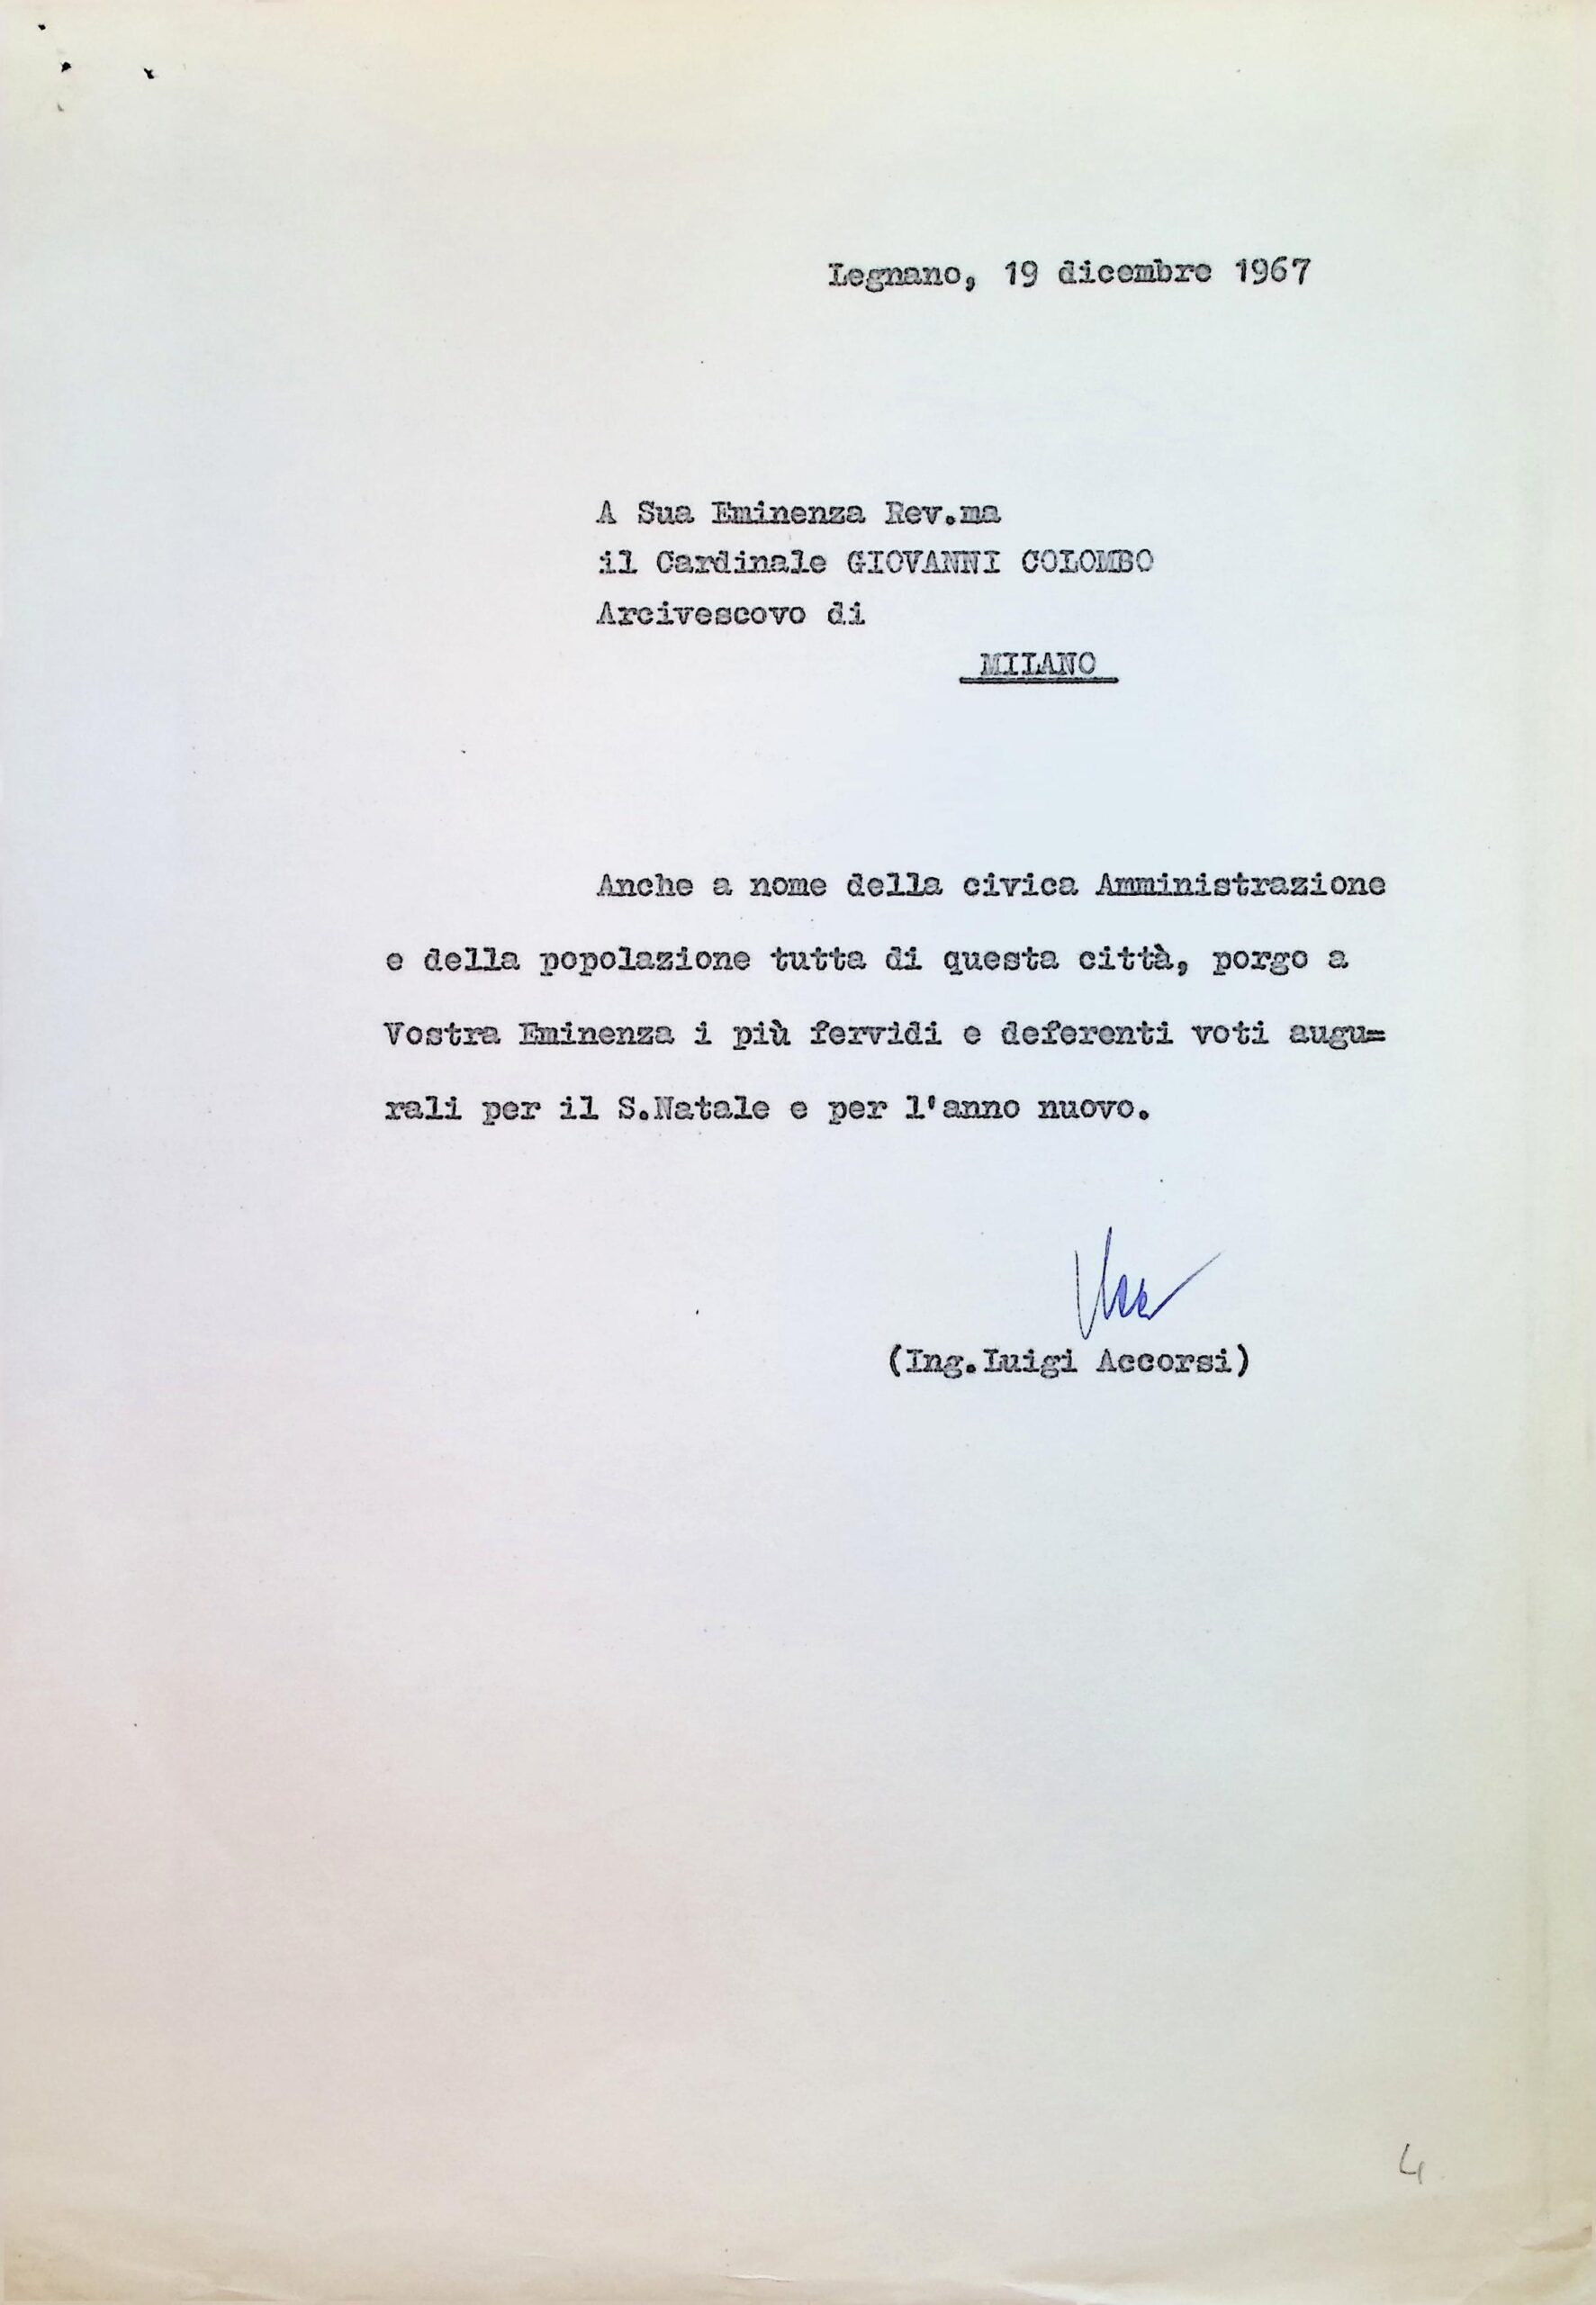 Legnano, 19 dicembre 1967
A Sua Eminenza Rev.ma
il Cardinale GIOVANNI COLOMBO
Arcivescovo di
MILANO
Anche a nome della civica Amministrazione
e della popolazione tutta di questa città, porgo a
Vostra Eminenza i più fervidi e deferenti voti augu=
rali per il S.Natale e per l'anno nuovo.
(Ing.Luigi Accorsi)
4